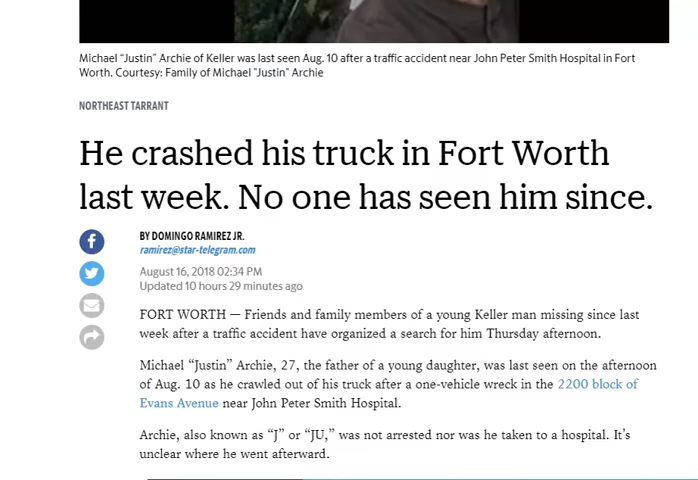 Michael “Justin” Archie of Keller was last seen Aug. 10 after a traffic accident near John Peter Smith Hospital in Fort
Worth. Courtesy: Family of Michael "Justin" Archie
NORTHEAST TARRANT
He crashed his truck in Fort Worth
last week. No one has seen him since.
BY DOMINGO RAMIREZ JR.
ramirez@star-telegram.com
August 16, 2018 02:34 PM
Updated 10 hours 29 minutes ago
FORT WORTH — Friends and family members of a young Keller man missing since last
week after a traffic accident have organized a search for him Thursday afternoon.
Michael “Justin” Archie, 27, the father of a young daughter, was last seen on the afternoon
of Aug. 10 as he crawled out of his truck after a one-vehicle wreck in the 2200 block of
Evans Avenue near John Peter Smith Hospital.
Archie, also known as “J” or “JU,” was not arrested nor was he taken to a hospital. It’s
unclear where he went afterward.